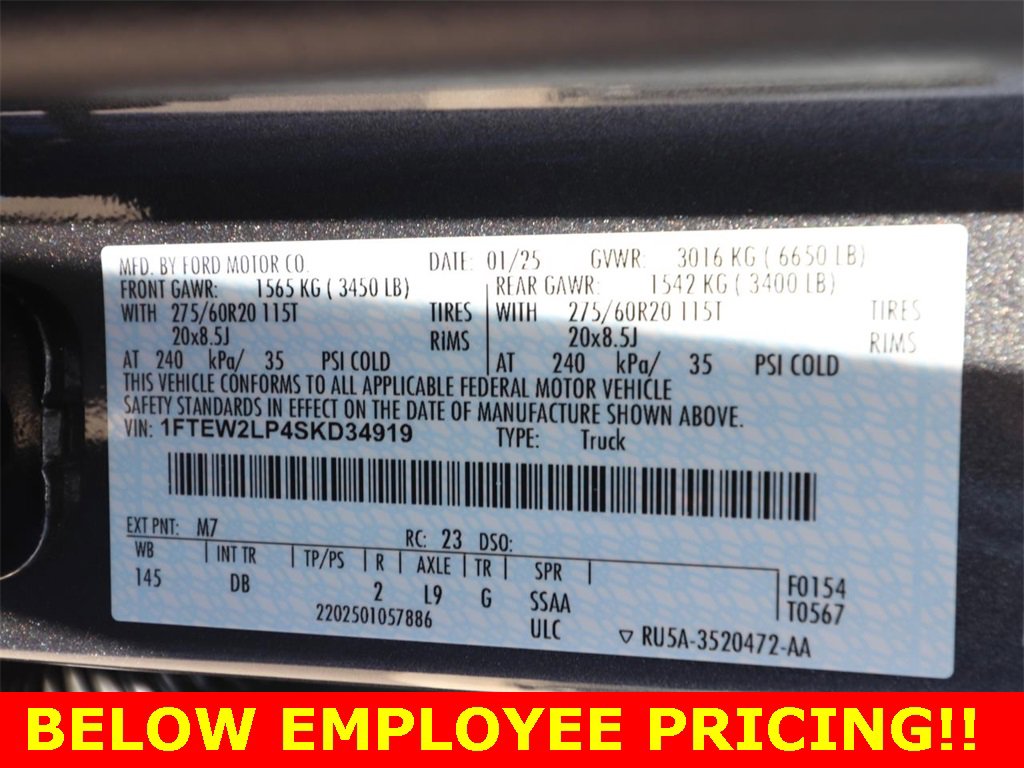 MFD. BY FORD MOTOR CO. DATE: 01/25 GVWR: 3016 KG ( 6650 LB)
FRONT GAWR: 1565 KG ( 3450 LB) REAR GAWR: 1542 KG ( 3400 LB)
WITH 275/60R20 115T TIRES WITH 275/60R20 115T TIRES
20x8.5J RIMS 20x8.5J RIMS
AT 240 kPa/ 35 PSI COLD AT 240 kPa/ 35 PSI COLD
THIS VEHICLE CONFORMS TO ALL APPLICABLE FEDERAL MOTOR VEHICLE
SAFETY STANDARDS IN EFFECT ON THE DATE OF MANUFACTURE SHOWN ABOVE.
VIN: 1FTEW2LP4SKD34919 TYPE: Truck
EXT PNT: M7 RC: 23 DSO:
WB INT TR TP/PS R AXLE TR SPR
145 DB 2 L9 G SSAA F0154
2202501057886 ULC T0567
RU5A-3520472-AA
BELOW EMPLOYEE PRICING!!